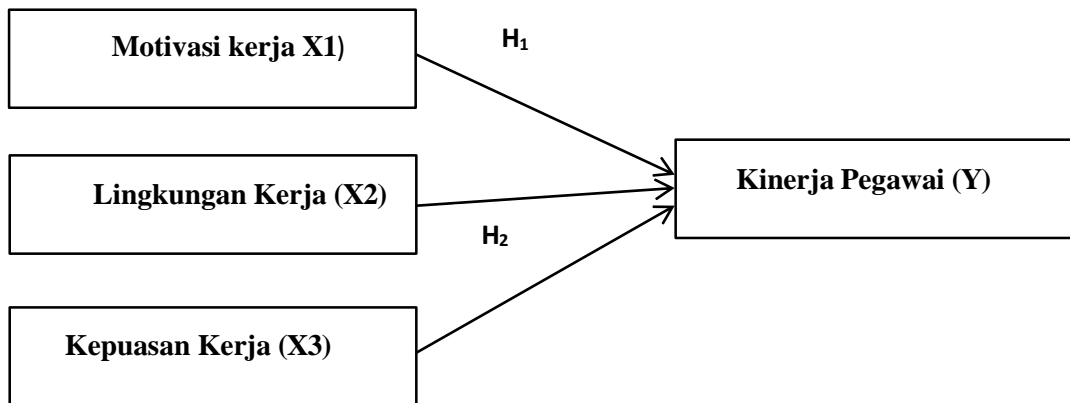 Motivasi kerja X1)
H₁
Lingkungan Kerja (X2)
Kinerja Pegawai (Y)
H₂
Kepuasan Kerja (X3)